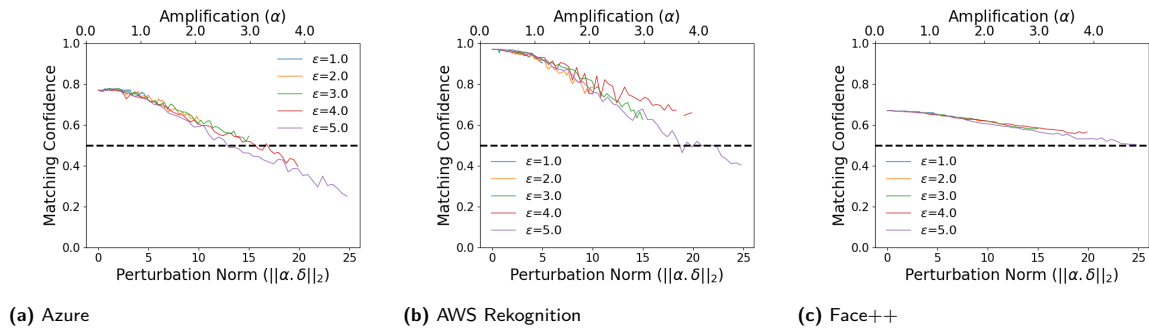 Amplification (α)
0.0 1.0 2.0 3.0 4.0
1.0
0.8
0.6
0.4
0.2
0.0
Matching Confidence
ε=1.0
ε=2.0
ε=3.0
ε=4.0
ε=5.0
0 5 10 15 20 25
Perturbation Norm (||α.δ||₂)
(a) Azure
Amplification (α)
0.0 1.0 2.0 3.0 4.0
1.0
0.8
0.6
0.4
0.2
0.0
Matching Confidence
ε=1.0
ε=2.0
ε=3.0
ε=4.0
ε=5.0
0 5 10 15 20 25
Perturbation Norm (||α.δ||₂)
(b) AWS Rekognition
Amplification (α)
0.0 1.0 2.0 3.0 4.0
1.0
0.8
0.6
0.4
0.2
0.0
Matching Confidence
ε=1.0
ε=2.0
ε=3.0
ε=4.0
ε=5.0
0 5 10 15 20 25
Perturbation Norm (||α.δ||₂)
(c) Face++